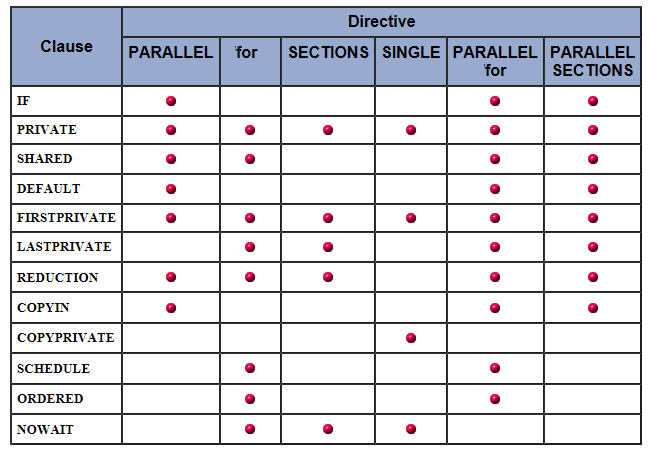 Clause
Directive
PARALLEL 'for SECTIONS SINGLE PARALLEL 'for PARALLEL SECTIONS
IF
PRIVATE
SHARED
DEFAULT
FIRSTPRIVATE
LASTPRIVATE
REDUCTION
COPYIN
COPYPRIVATE
SCHEDULE
ORDERED
NOWAIT